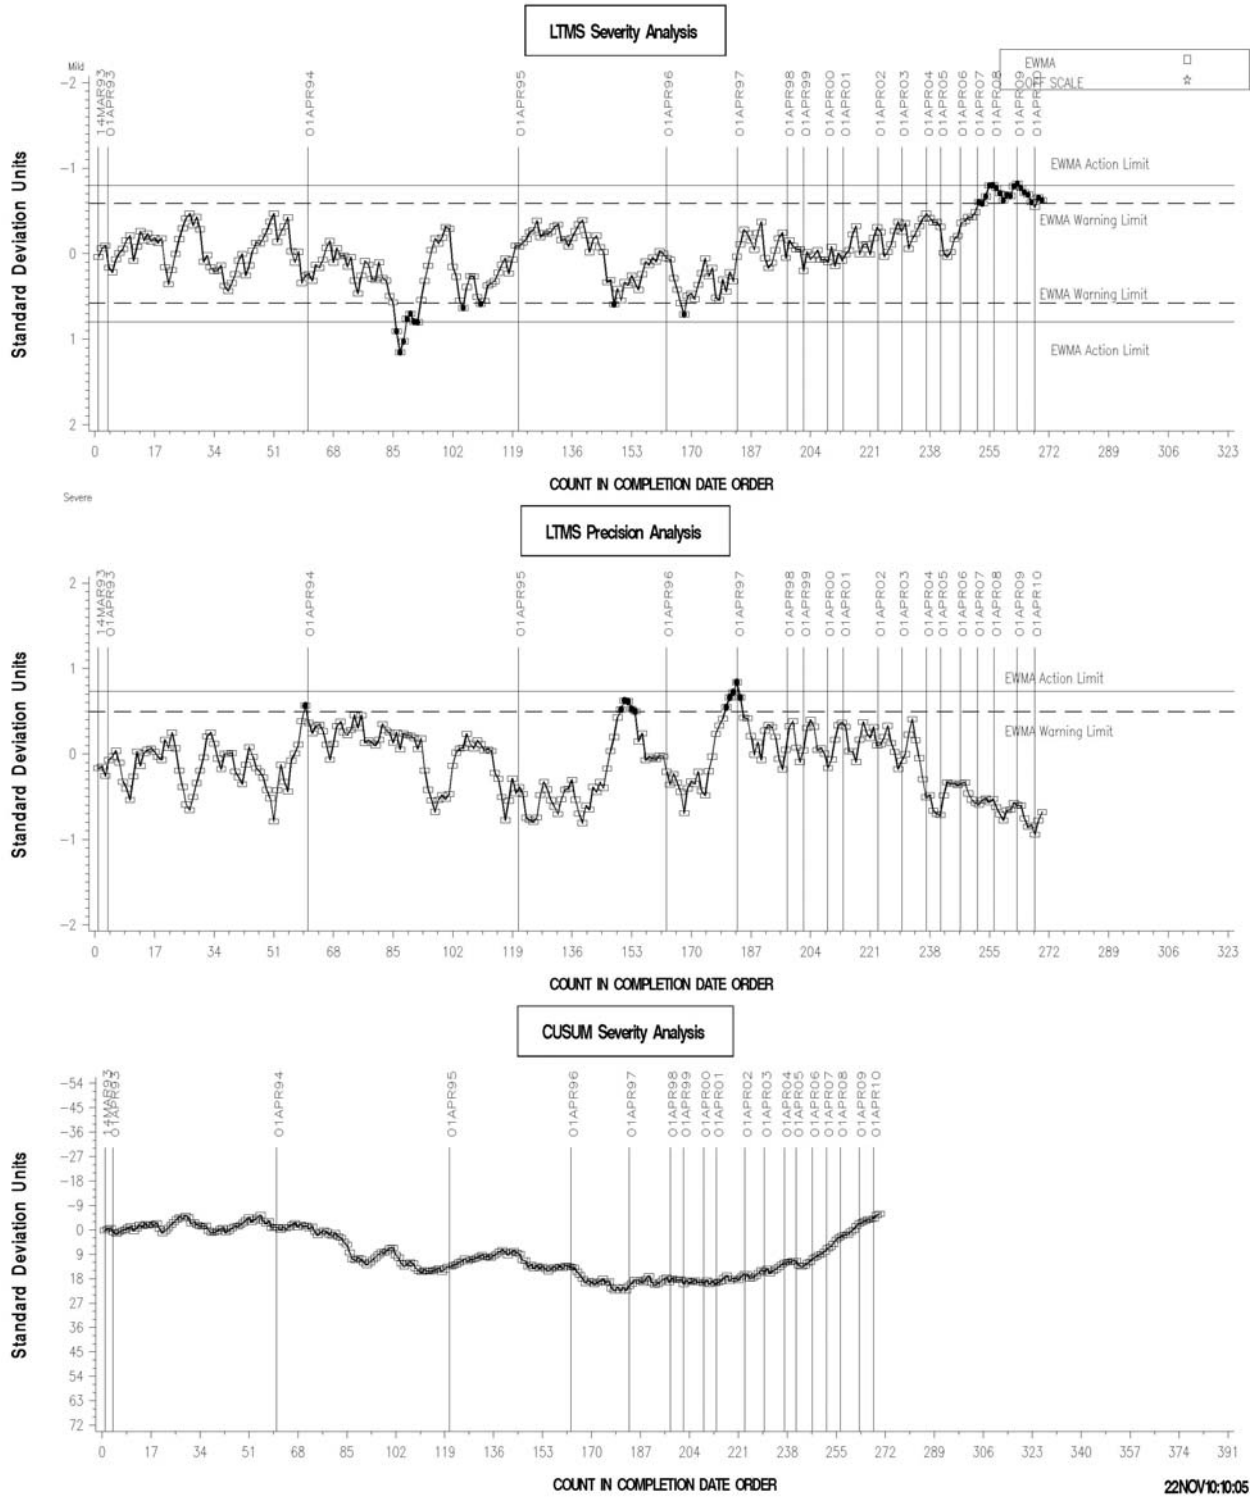 LTMS Severity Analysis
Mild
EWMA
OFF SCALE
14MAR93 01APR93 01APR94 01APR95 01APR96 01APR97 01APR98 01APR99 01APR00 01APR01 01APR02 01APR03 01APR04 01APR05 01APR06 01APR07 01APR08 01APR09 01APR10
-2
-1
0
1
2
Standard Deviation Units
EWMA Action Limit
EWMA Warning Limit
EWMA Warning Limit
EWMA Action Limit
0 17 34 51 68 85 102 119 136 153 170 187 204 221 238 255 272 289 306 323
COUNT IN COMPLETION DATE ORDER
Severe
LTMS Precision Analysis
14MAR93 01APR93 01APR94 01APR95 01APR96 01APR97 01APR98 01APR99 01APR00 01APR01 01APR02 01APR03 01APR04 01APR05 01APR06 01APR07 01APR08 01APR09 01APR10
2
1
0
-1
-2
Standard Deviation Units
EWMA Action Limit
EWMA Warning Limit
0 17 34 51 68 85 102 119 136 153 170 187 204 221 238 255 272 289 306 323
COUNT IN COMPLETION DATE ORDER
CUSUM Severity Analysis
14MAR93 01APR93 01APR94 01APR95 01APR96 01APR97 01APR98 01APR99 01APR00 01APR01 01APR02 01APR03 01APR04 01APR05 01APR06 01APR07 01APR08 01APR09 01APR10
-54
-45
-36
-27
-18
-9
0
9
18
27
36
45
54
63
72
Standard Deviation Units
0 17 34 51 68 85 102 119 136 153 170 187 204 221 238 255 272 289 306 323 340 357 374 391
COUNT IN COMPLETION DATE ORDER
22NOV10:10:05